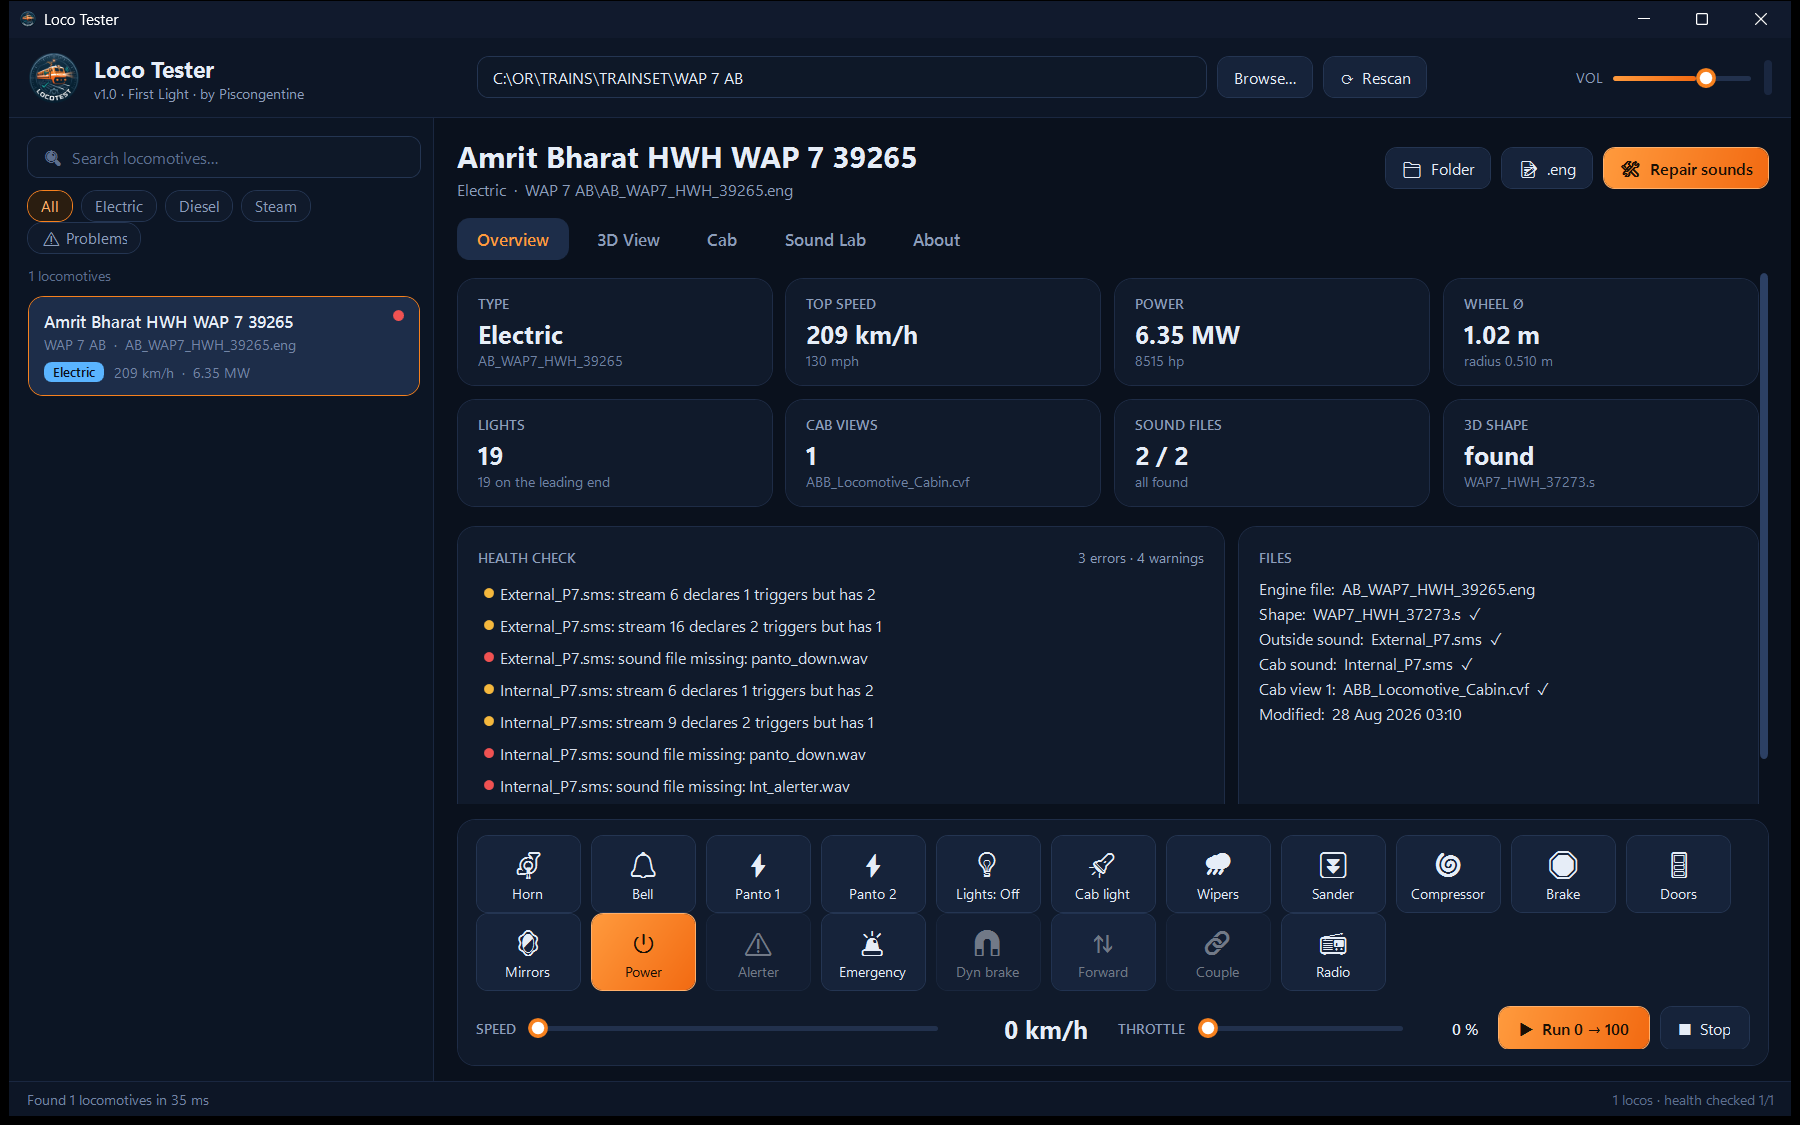 Loco Tester
LOCOTEST
Loco Tester
v1.0 · First Light · by Piscongentine
C:\OR\TRAINS\TRAINSET\WAP 7 AB
Browse...
⟳ Rescan
VOL
Search locomotives...
All
Electric
Diesel
Steam
⚠ Problems
1 locomotives
Amrit Bharat HWH WAP 7 39265
WAP 7 AB · AB_WAP7_HWH_39265.eng
Electric 209 km/h · 6.35 MW
Amrit Bharat HWH WAP 7 39265
Electric · WAP 7 AB\AB_WAP7_HWH_39265.eng
Folder
.eng
Repair sounds
Overview
3D View
Cab
Sound Lab
About
TYPE
Electric
AB_WAP7_HWH_39265
TOP SPEED
209 km/h
130 mph
POWER
6.35 MW
8515 hp
WHEEL Ø
1.02 m
radius 0.510 m
LIGHTS
19
19 on the leading end
CAB VIEWS
1
ABB_Locomotive_Cabin.cvf
SOUND FILES
2 / 2
all found
3D SHAPE
found
WAP7_HWH_37273.s
HEALTH CHECK
3 errors · 4 warnings
External_P7.sms: stream 6 declares 1 triggers but has 2
External_P7.sms: stream 16 declares 2 triggers but has 1
External_P7.sms: sound file missing: panto_down.wav
Internal_P7.sms: stream 6 declares 1 triggers but has 2
Internal_P7.sms: stream 9 declares 2 triggers but has 1
Internal_P7.sms: sound file missing: panto_down.wav
Internal_P7.sms: sound file missing: Int_alerter.wav
FILES
Engine file: AB_WAP7_HWH_39265.eng
Shape: WAP7_HWH_37273.s ✓
Outside sound: External_P7.sms ✓
Cab sound: Internal_P7.sms ✓
Cab view 1: ABB_Locomotive_Cabin.cvf ✓
Modified: 28 Aug 2026 03:10
Horn
Bell
Panto 1
Panto 2
Lights: Off
Cab light
Wipers
Sander
Compressor
Brake
Doors
Mirrors
Power
Alerter
Emergency
Dyn brake
Forward
Couple
Radio
SPEED
0 km/h
THROTTLE
0 %
▶ Run 0 → 100
■ Stop
Found 1 locomotives in 35 ms
1 locos · health checked 1/1